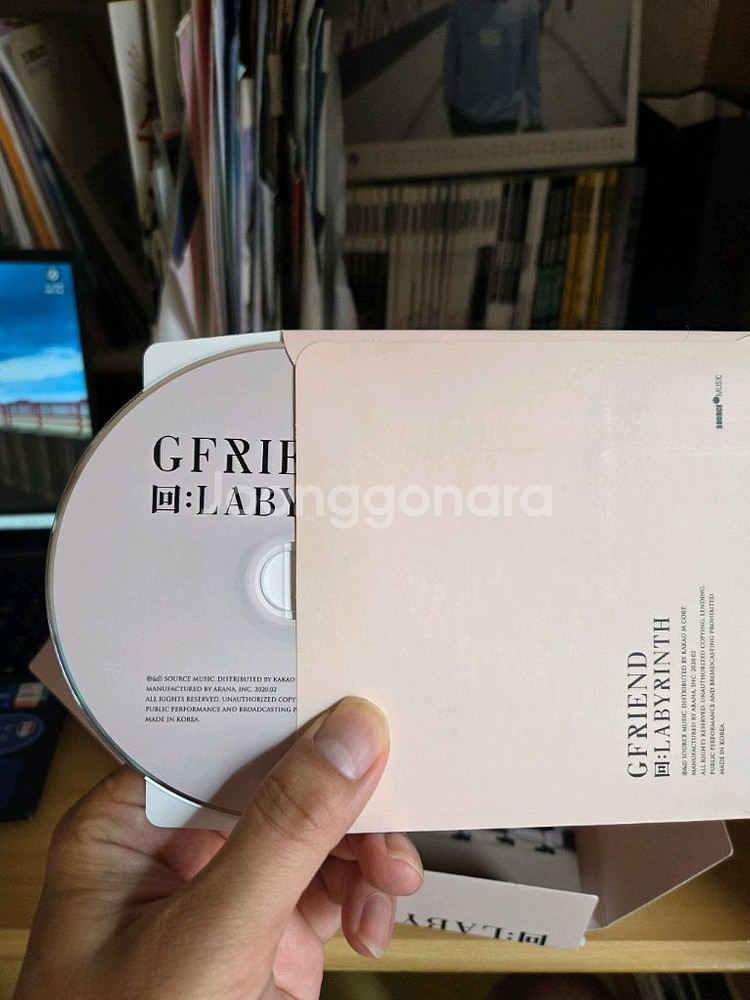 GFRIE
回:LABY
℗&© SOURCE MUSIC. DISTRIBUTED BY KAKAO
MANUFACTURED BY ARANA, INC. 2020.02
ALL RIGHTS RESERVED. UNAUTHORIZED COPY
PUBLIC PERFORMANCE AND BROADCASTING P
MADE IN KOREA.
Joonggonara
SOURCE MUSIC
GFRIEND
回:LABYRINTH
℗&© SOURCE MUSIC. DISTRIBUTED BY KAKAO M CORP.
MANUFACTURED BY ARANA, INC. 2020.02
ALL RIGHTS RESERVED. UNAUTHORIZED COPYING, LENDING,
PUBLIC PERFORMANCE AND BROADCASTING PROHIBITED.
MADE IN KOREA.
回:LABY